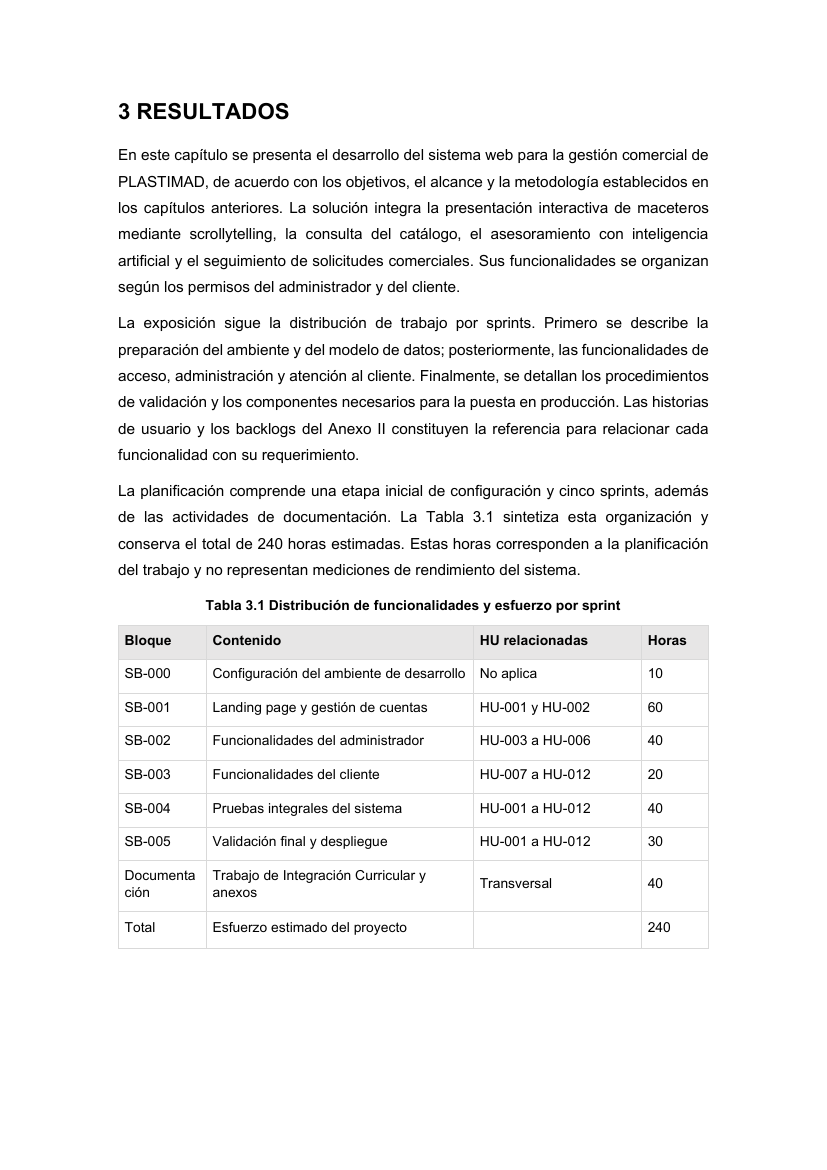 3 RESULTADOS
En este capítulo se presenta el desarrollo del sistema web para la gestión comercial de
PLASTIMAD, de acuerdo con los objetivos, el alcance y la metodología establecidos en
los capítulos anteriores. La solución integra la presentación interactiva de maceteros
mediante scrollytelling, la consulta del catálogo, el asesoramiento con inteligencia
artificial y el seguimiento de solicitudes comerciales. Sus funcionalidades se organizan
según los permisos del administrador y del cliente.
La exposición sigue la distribución de trabajo por sprints. Primero se describe la
preparación del ambiente y del modelo de datos; posteriormente, las funcionalidades de
acceso, administración y atención al cliente. Finalmente, se detallan los procedimientos
de validación y los componentes necesarios para la puesta en producción. Las historias
de usuario y los backlogs del Anexo II constituyen la referencia para relacionar cada
funcionalidad con su requerimiento.
La planificación comprende una etapa inicial de configuración y cinco sprints, además
de las actividades de documentación. La Tabla 3.1 sintetiza esta organización y
conserva el total de 240 horas estimadas. Estas horas corresponden a la planificación
del trabajo y no representan mediciones de rendimiento del sistema.
Tabla 3.1 Distribución de funcionalidades y esfuerzo por sprint
Bloque Contenido HU relacionadas Horas
SB-000 Configuración del ambiente de desarrollo No aplica 10
SB-001 Landing page y gestión de cuentas HU-001 y HU-002 60
SB-002 Funcionalidades del administrador HU-003 a HU-006 40
SB-003 Funcionalidades del cliente HU-007 a HU-012 20
SB-004 Pruebas integrales del sistema HU-001 a HU-012 40
SB-005 Validación final y despliegue HU-001 a HU-012 30
Documenta
ción
Trabajo de Integración Curricular y
anexos
Transversal 40
Total Esfuerzo estimado del proyecto 240